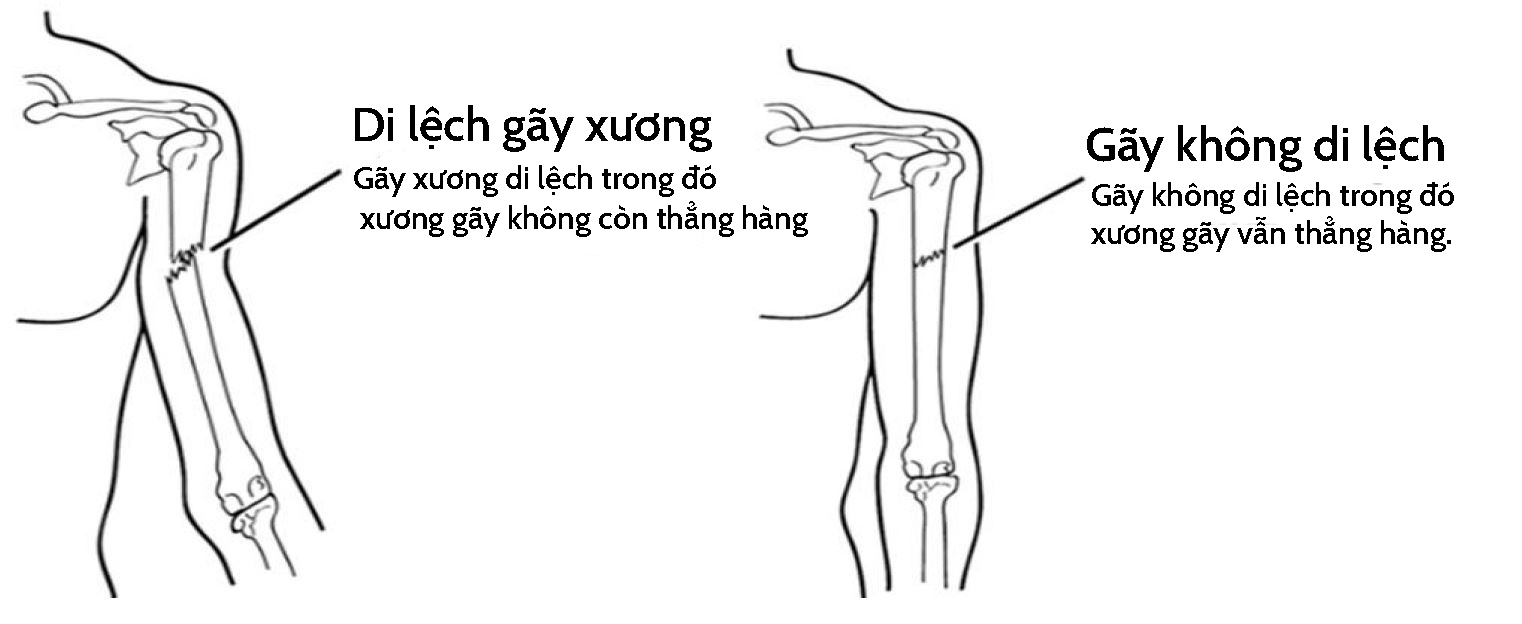 Di lệch gãy xương
Gãy xương di lệch trong đó
xương gãy không còn thẳng hàng
Gãy không di lệch
Gãy không di lệch trong đó
xương gãy vẫn thẳng hàng.